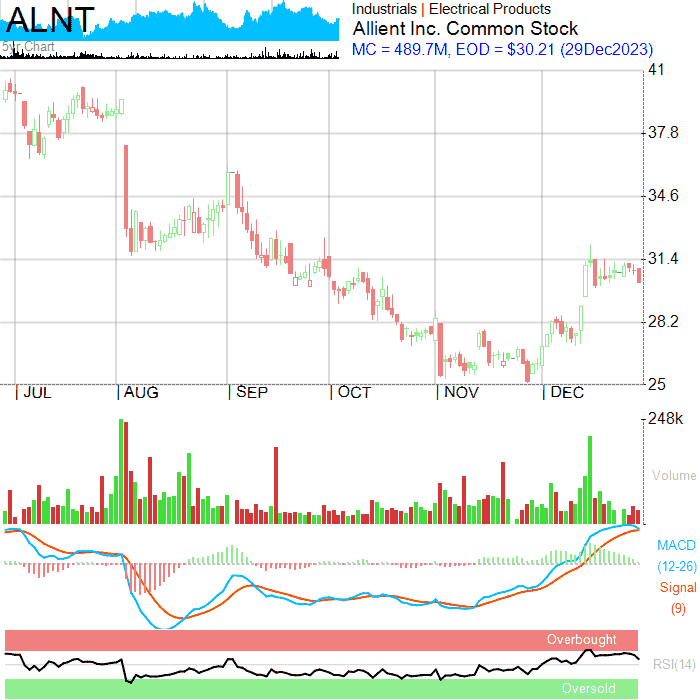 ALNT
5yr Chart
Industrials | Electrical Products
Allient Inc. Common Stock
MC = 489.7M, EOD = $30.21 (29Dec2023)
41
37.8
34.6
31.4
28.2
25
JUL AUG SEP OCT NOV DEC
248k
Volume
MACD
(12-26)
Signal
(9)
Overbought
RSI(14)
Oversold